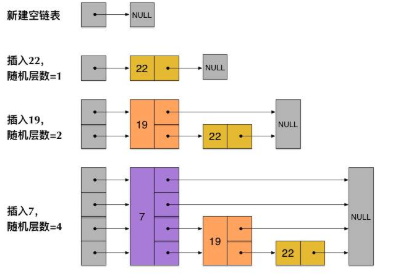 新建空链表
NULL
插入22，
随机层数=1
22
NULL
插入19，
随机层数=2
19
22
NULL
插入7，
随机层数=4
7
19
22
NULL